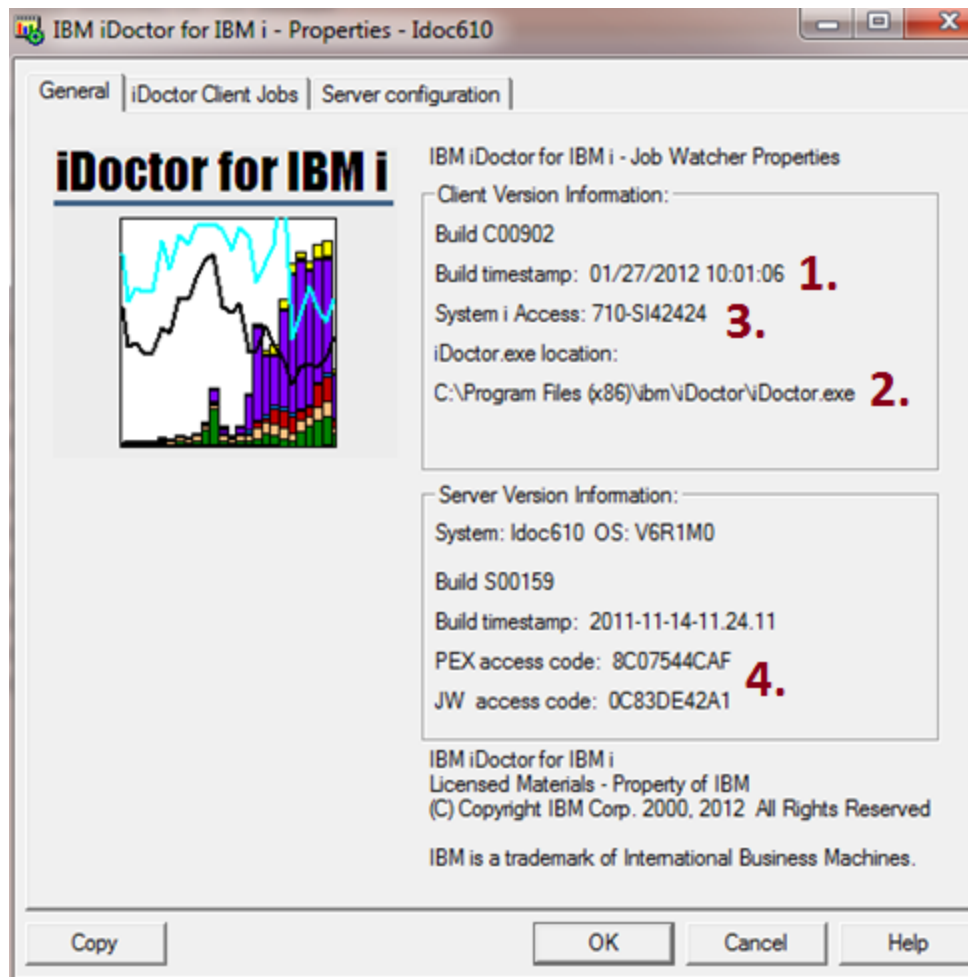 IBM iDoctor for IBM i - Properties - Idoc610
General iDoctor Client Jobs Server configuration
iDoctor for IBM i
IBM iDoctor for IBM i - Job Watcher Properties
Client Version Information:
Build C00902
Build timestamp: 01/27/2012 10:01:06 1.
System i Access: 710-SI42424 3.
iDoctor.exe location:
C:\Program Files (x86)\ibm\iDoctor\iDoctor.exe 2.
Server Version Information:
System: Idoc610 OS: V6R1M0
Build S00159
Build timestamp: 2011-11-14-11.24.11
PEX access code: 8C07544CAF
4.
JW access code: 0C83DE42A1
IBM iDoctor for IBM i
Licensed Materials - Property of IBM
(C) Copyright IBM Corp. 2000, 2012 All Rights Reserved
IBM is a trademark of International Business Machines.
Copy OK Cancel Help